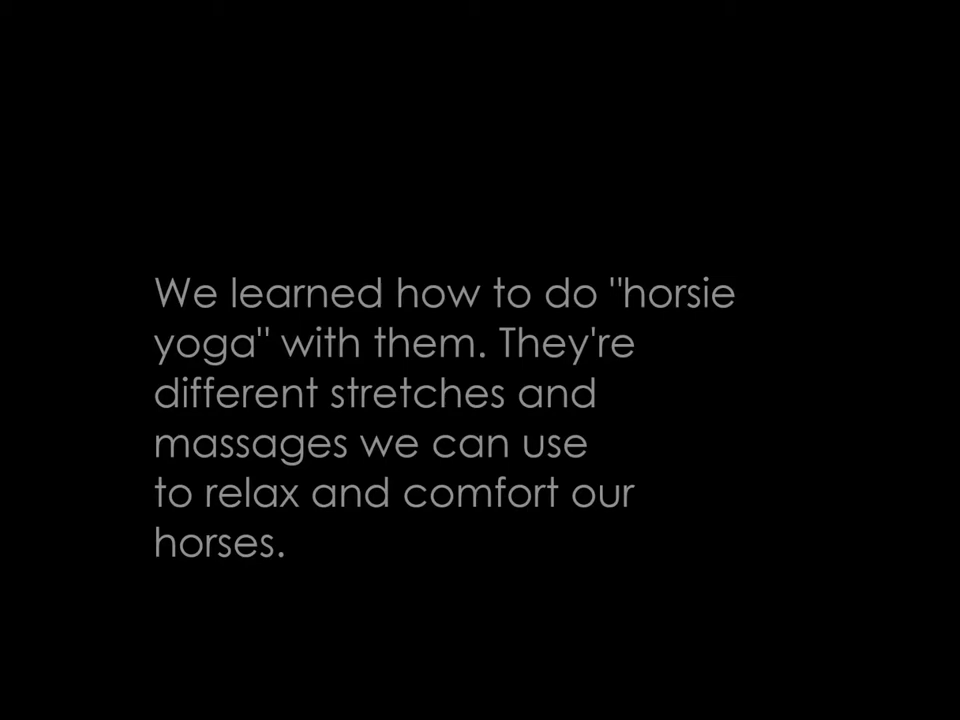 We learned how to do "horsie
yoga" with them. They're
different stretches and
massages we can use
to relax and comfort our
horses.